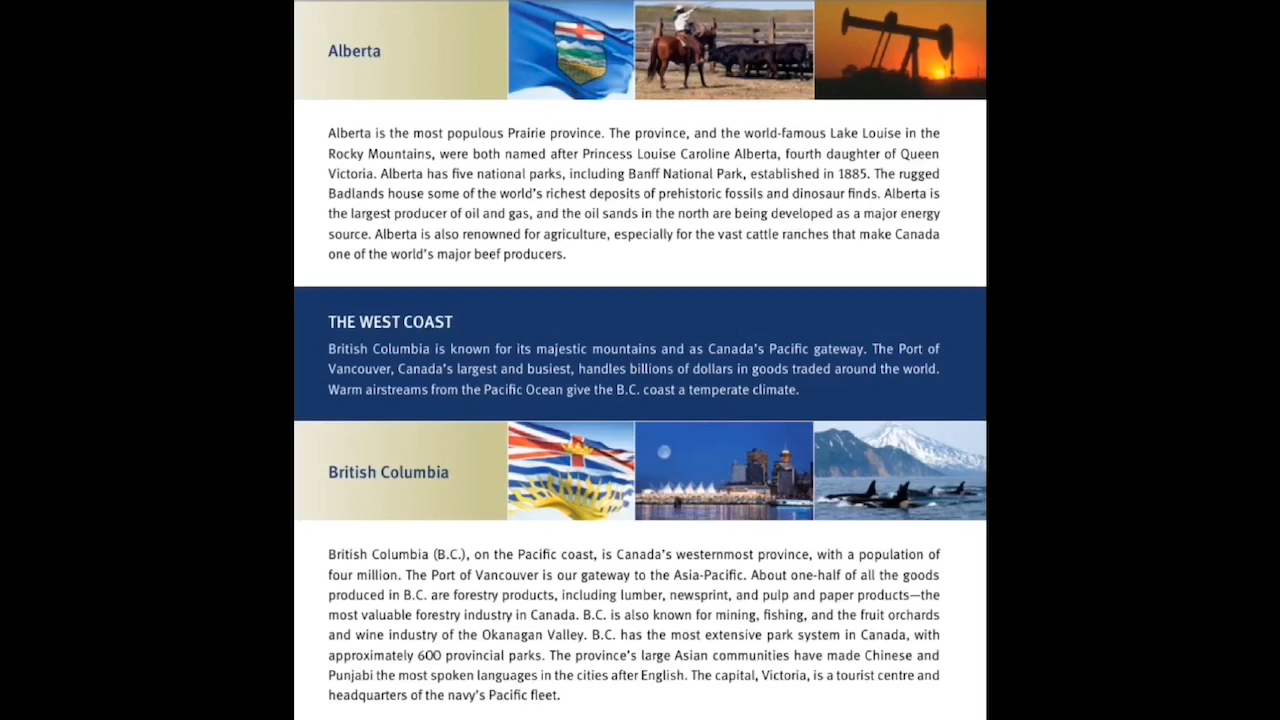 Alberta
Alberta is the most populous Prairie province. The province, and the world-famous Lake Louise in the
Rocky Mountains, were both named after Princess Louise Caroline Alberta, fourth daughter of Queen
Victoria. Alberta has five national parks, including Banff National Park, established in 1885. The rugged
Badlands house some of the world's richest deposits of prehistoric fossils and dinosaur finds. Alberta is
the largest producer of oil and gas, and the oil sands in the north are being developed as a major energy
source. Alberta is also renowned for agriculture, especially for the vast cattle ranches that make Canada
one of the world's major beef producers.
THE WEST COAST
British Columbia is known for its majestic mountains and as Canada's Pacific gateway. The Port of
Vancouver, Canada's largest and busiest, handles billions of dollars in goods traded around the world.
Warm airstreams from the Pacific Ocean give the B.C. coast a temperate climate.
British Columbia
British Columbia (B.C.), on the Pacific coast, is Canada's westernmost province, with a population of
four million. The Port of Vancouver is our gateway to the Asia-Pacific. About one-half of all the goods
produced in B.C. are forestry products, including lumber, newsprint, and pulp and paper products—the
most valuable forestry industry in Canada. B.C. is also known for mining, fishing, and the fruit orchards
and wine industry of the Okanagan Valley. B.C. has the most extensive park system in Canada, with
approximately 600 provincial parks. The province's large Asian communities have made Chinese and
Punjabi the most spoken languages in the cities after English. The capital, Victoria, is a tourist centre and
headquarters of the navy's Pacific fleet.